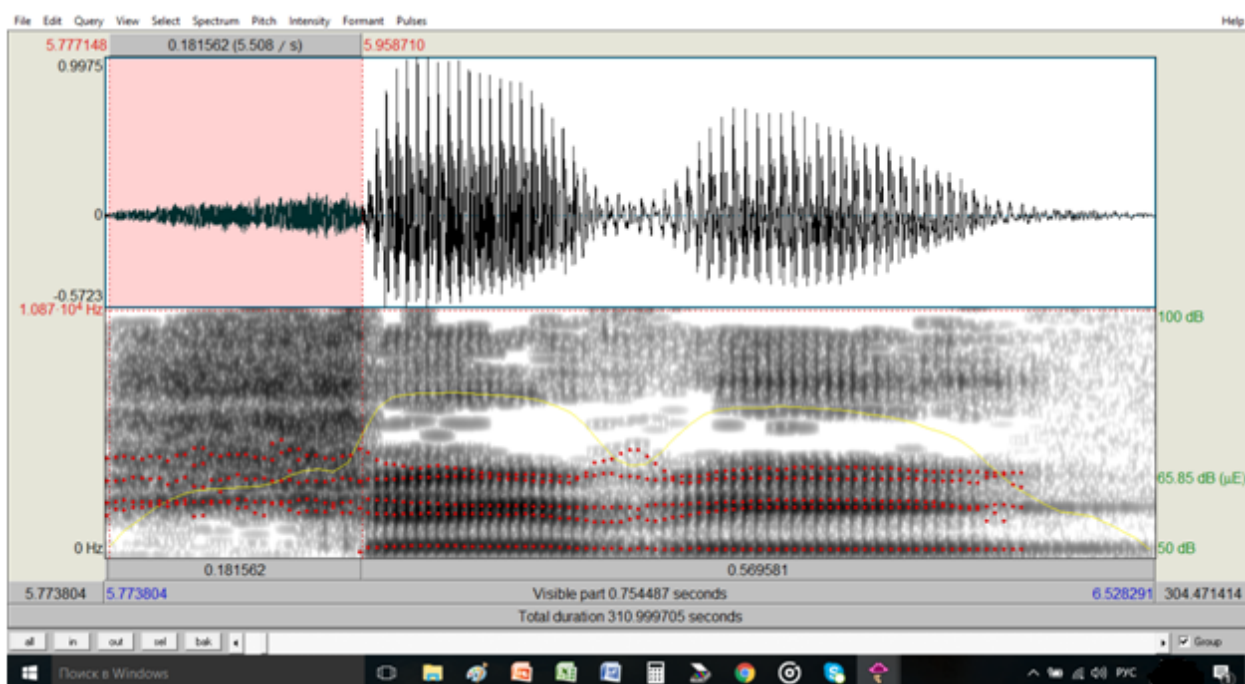 File Edit Query View Select Spectrum Pitch Intensity Formant Pulses Help
5.777148 0.181562 (5.508 / s) 5.958710
0.9975
0
-0.5723
1.087·10⁴ Hz 100 dB
65.85 dB (µE)
0 Hz 50 dB
0.181562 0.569581
5.773804 5.773804 Visible part 0.754487 seconds 6.528291 304.471414
Total duration 310.999705 seconds
all in out sel bak Group
Поиск в Windows РУС